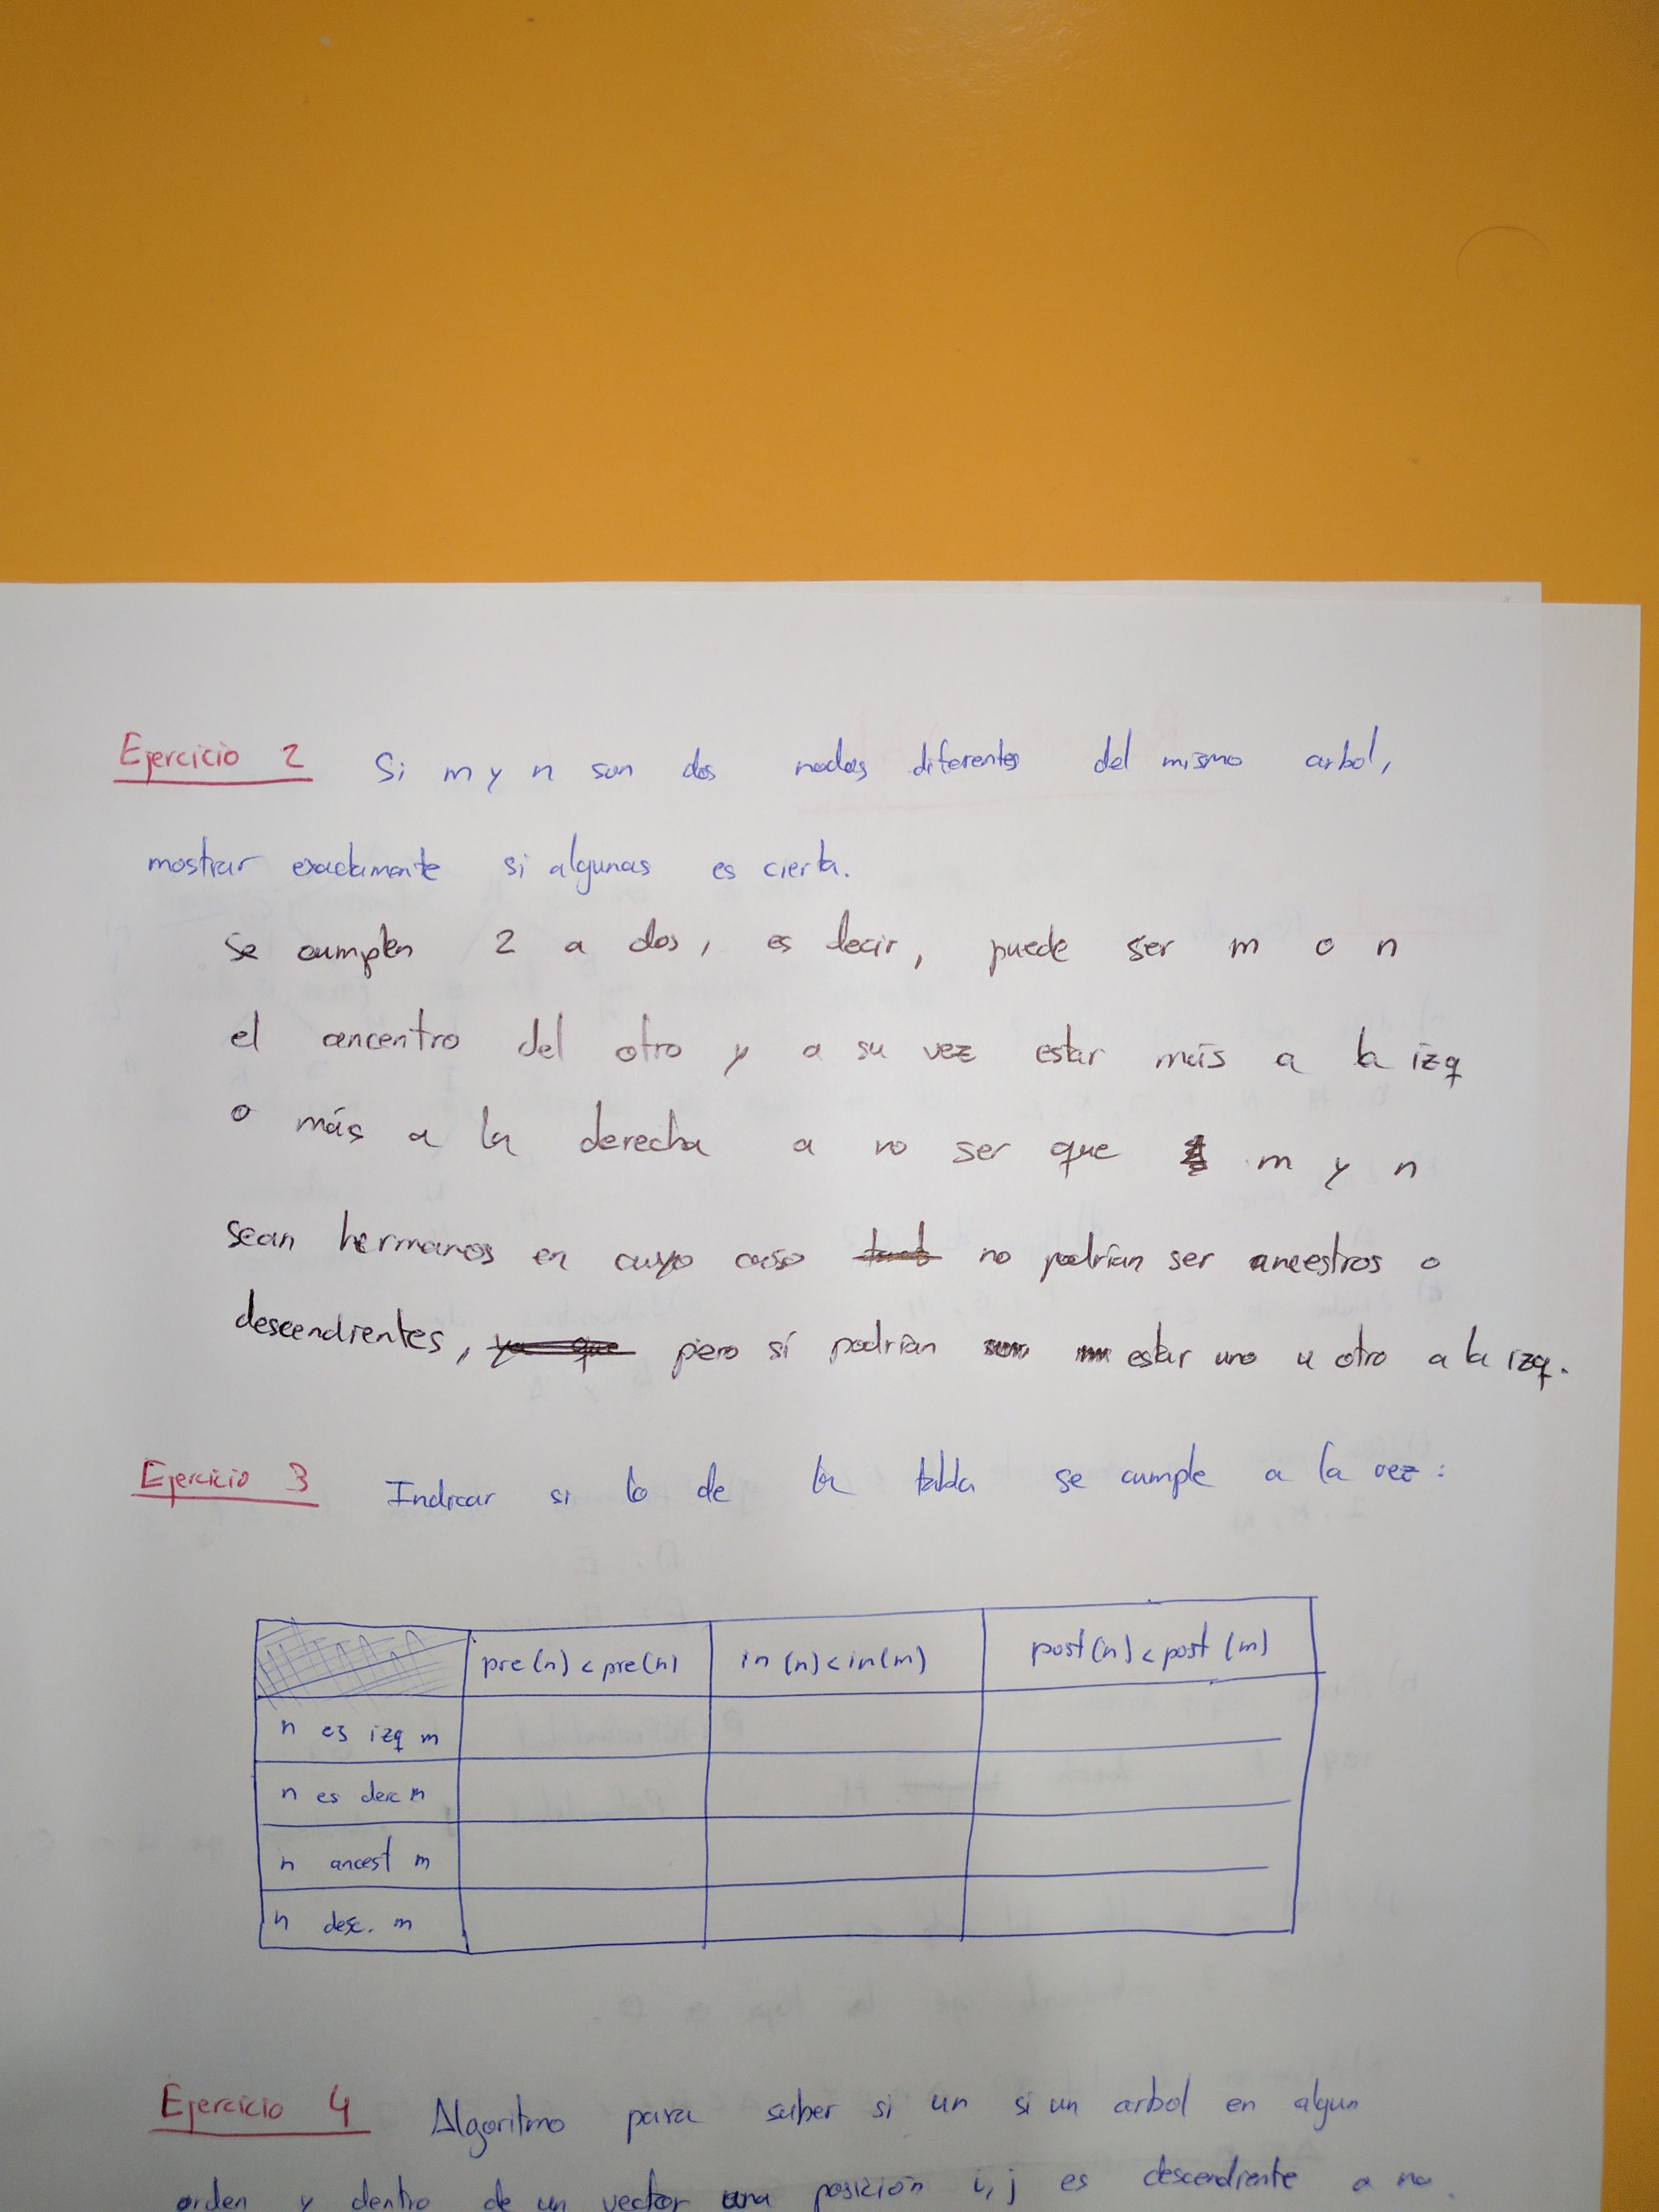 Ejercicio 2 Si m y n son dos nodos diferentes del mismo arbol,
mostrar exactamente si algunas es cierta.
Se cumplen 2 a dos, es decir, puede ser m o n
el ancentro del otro y a su vez estar más a la izq
o más a la derecha a no ser que m y n
sean hermanos en cuyo caso no podrían ser ancestros o
descendientes, ya que pero sí podrían estar uno u otro a la izq.
Ejercicio 3 Indicar si lo de la tabla se cumple a la vez:
pre(n) < pre(n) in (n) < in(m) post(n) < post (m)
n es izq m
n es derc m
n ancest m
n desc. m
Ejercicio 4 Algoritmo para saber si un si un arbol en algun
orden y dentro de un vector una posición i, j es descendiente a no.